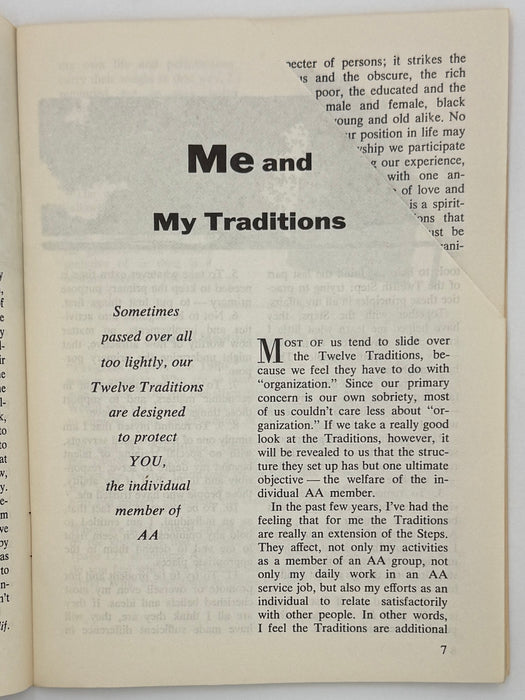 pecter of persons; it strikes the
us and the obscure, the rich
poor, the educated and the
male and female, black
young and old alike. No
ur position in life may
wship we participate
g our experience,
with one an-
of love and
is a spirit-
ons that
ust be
rani-
Me and
My Traditions
Sometimes
passed over all
too lightly, our
Twelve Traditions
are designed
to protect
YOU,
the individual
member of
AA
MOST OF us tend to slide over
the Twelve Traditions, be-
cause we feel they have to do with
“organization.” Since our primary
concern is our own sobriety, most
of us couldn't care less about “or-
ganization.” If we take a really good
look at the Traditions, however, it
will be revealed to us that the struc-
ture they set up has but one ultimate
objective — the welfare of the in-
dividual AA member.
In the past few years, I've had the
feeling that for me the Traditions
are really an extension of the Steps.
They affect, not only my activities
as a member of an AA group, not
only my daily work in an AA
service job, but also my efforts as an
individual to relate satisfactorily
with other people. In other words,
I feel the Traditions are additional
7